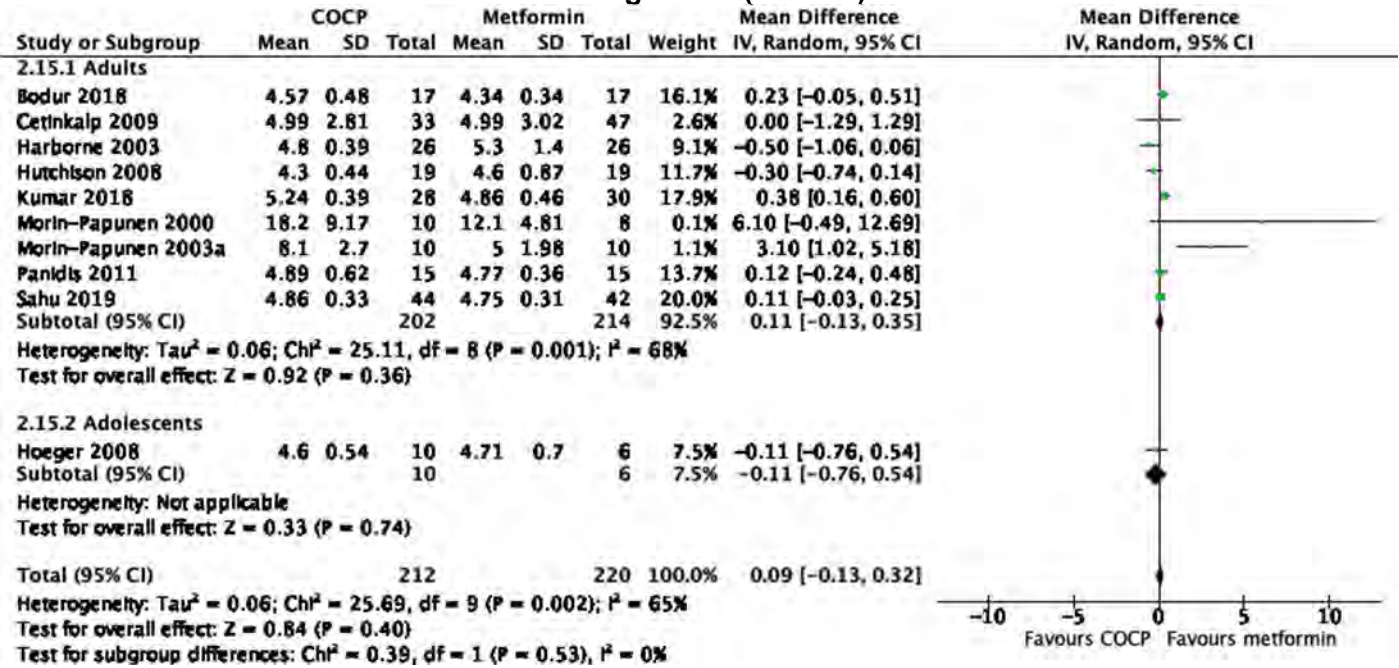 COCP Metformin Mean Difference Mean Difference
Study or Subgroup Mean SD Total Mean SD Total Weight IV, Random, 95% CI IV, Random, 95% CI
2.15.1 Adults
Bodur 2018 4.57 0.48 17 4.34 0.34 17 16.1% 0.23 [−0.05, 0.51]
Cetinkalp 2009 4.99 2.81 33 4.99 3.02 47 2.6% 0.00 [−1.29, 1.29]
Harborne 2003 4.8 0.39 26 5.3 1.4 26 9.1% −0.50 [−1.06, 0.06]
Hutchison 2008 4.3 0.44 19 4.6 0.87 19 11.7% −0.30 [−0.74, 0.14]
Kumar 2018 5.24 0.39 28 4.86 0.46 30 17.9% 0.38 [0.16, 0.60]
Morin−Papunen 2000 18.2 9.17 10 12.1 4.81 8 0.1% 6.10 [−0.49, 12.69]
Morin−Papunen 2003a 8.1 2.7 10 5 1.98 10 1.1% 3.10 [1.02, 5.18]
Panidis 2011 4.89 0.62 15 4.77 0.36 15 13.7% 0.12 [−0.24, 0.48]
Sahu 2019 4.86 0.33 44 4.75 0.31 42 20.0% 0.11 [−0.03, 0.25]
Subtotal (95% CI) 202 214 92.5% 0.11 [−0.13, 0.35]
Heterogeneity: Tau² = 0.06; Chi² = 25.11, df = 8 (P = 0.001); I² = 68%
Test for overall effect: Z = 0.92 (P = 0.36)
2.15.2 Adolescents
Hoeger 2008 4.6 0.54 10 4.71 0.7 6 7.5% −0.11 [−0.76, 0.54]
Subtotal (95% CI) 10 6 7.5% −0.11 [−0.76, 0.54]
Heterogeneity: Not applicable
Test for overall effect: Z = 0.33 (P = 0.74)
Total (95% CI) 212 220 100.0% 0.09 [−0.13, 0.32]
Heterogeneity: Tau² = 0.06; Chi² = 25.69, df = 9 (P = 0.002); I² = 65%
Test for overall effect: Z = 0.84 (P = 0.40)
Test for subgroup differences: Chi² = 0.39, df = 1 (P = 0.53), I² = 0%
−10 −5 0 5 10
Favours COCP Favours metformin